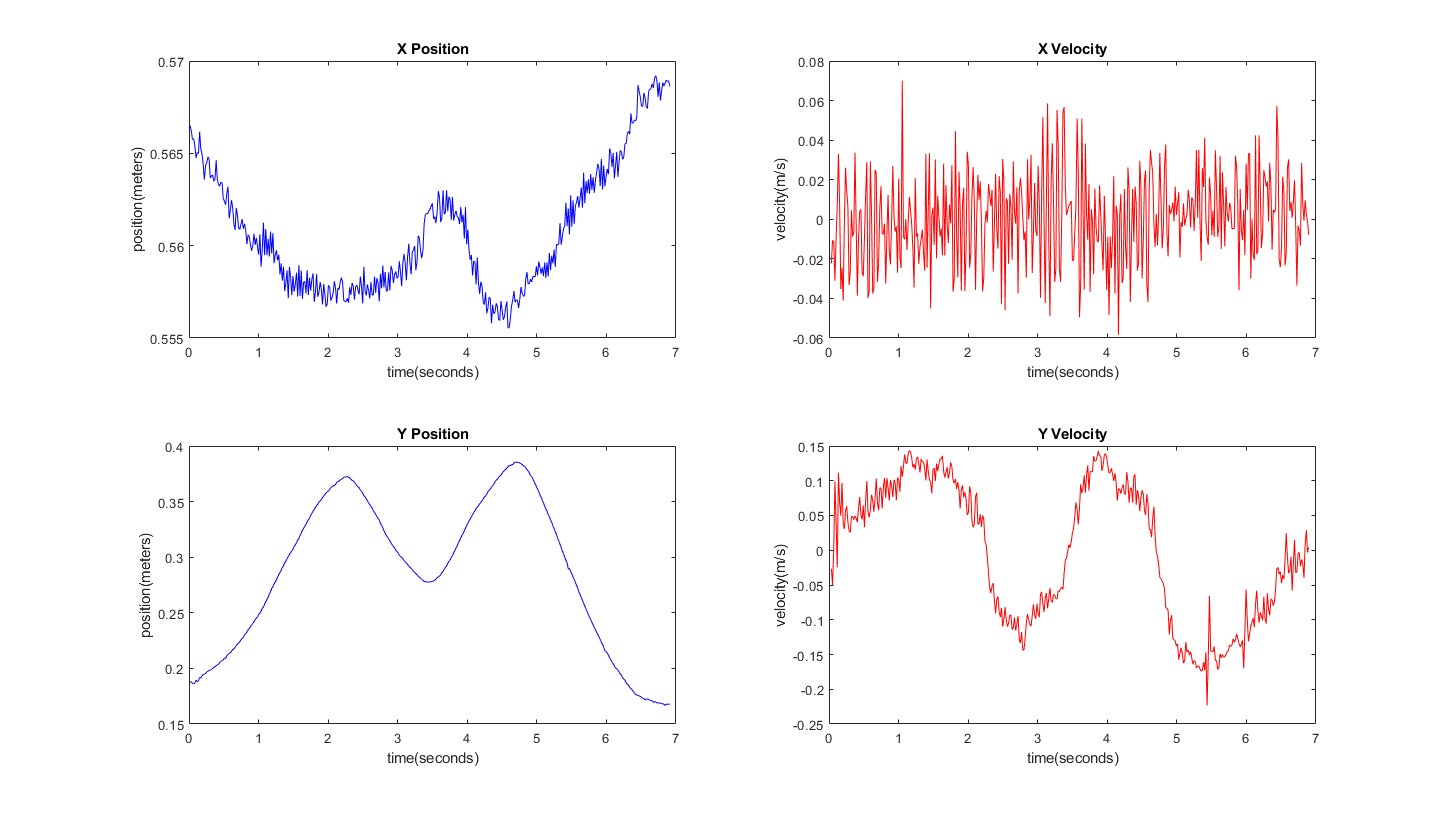 X Position
0.57
0.565
0.56
0.555
position(meters)
0 1 2 3 4 5 6 7
time(seconds)
X Velocity
0.08
0.06
0.04
0.02
0
-0.02
-0.04
-0.06
velocity(m/s)
0 1 2 3 4 5 6 7
time(seconds)
Y Position
0.4
0.35
0.3
0.25
0.2
0.15
position(meters)
0 1 2 3 4 5 6 7
time(seconds)
Y Velocity
0.15
0.1
0.05
0
-0.05
-0.1
-0.15
-0.2
-0.25
velocity(m/s)
0 1 2 3 4 5 6 7
time(seconds)